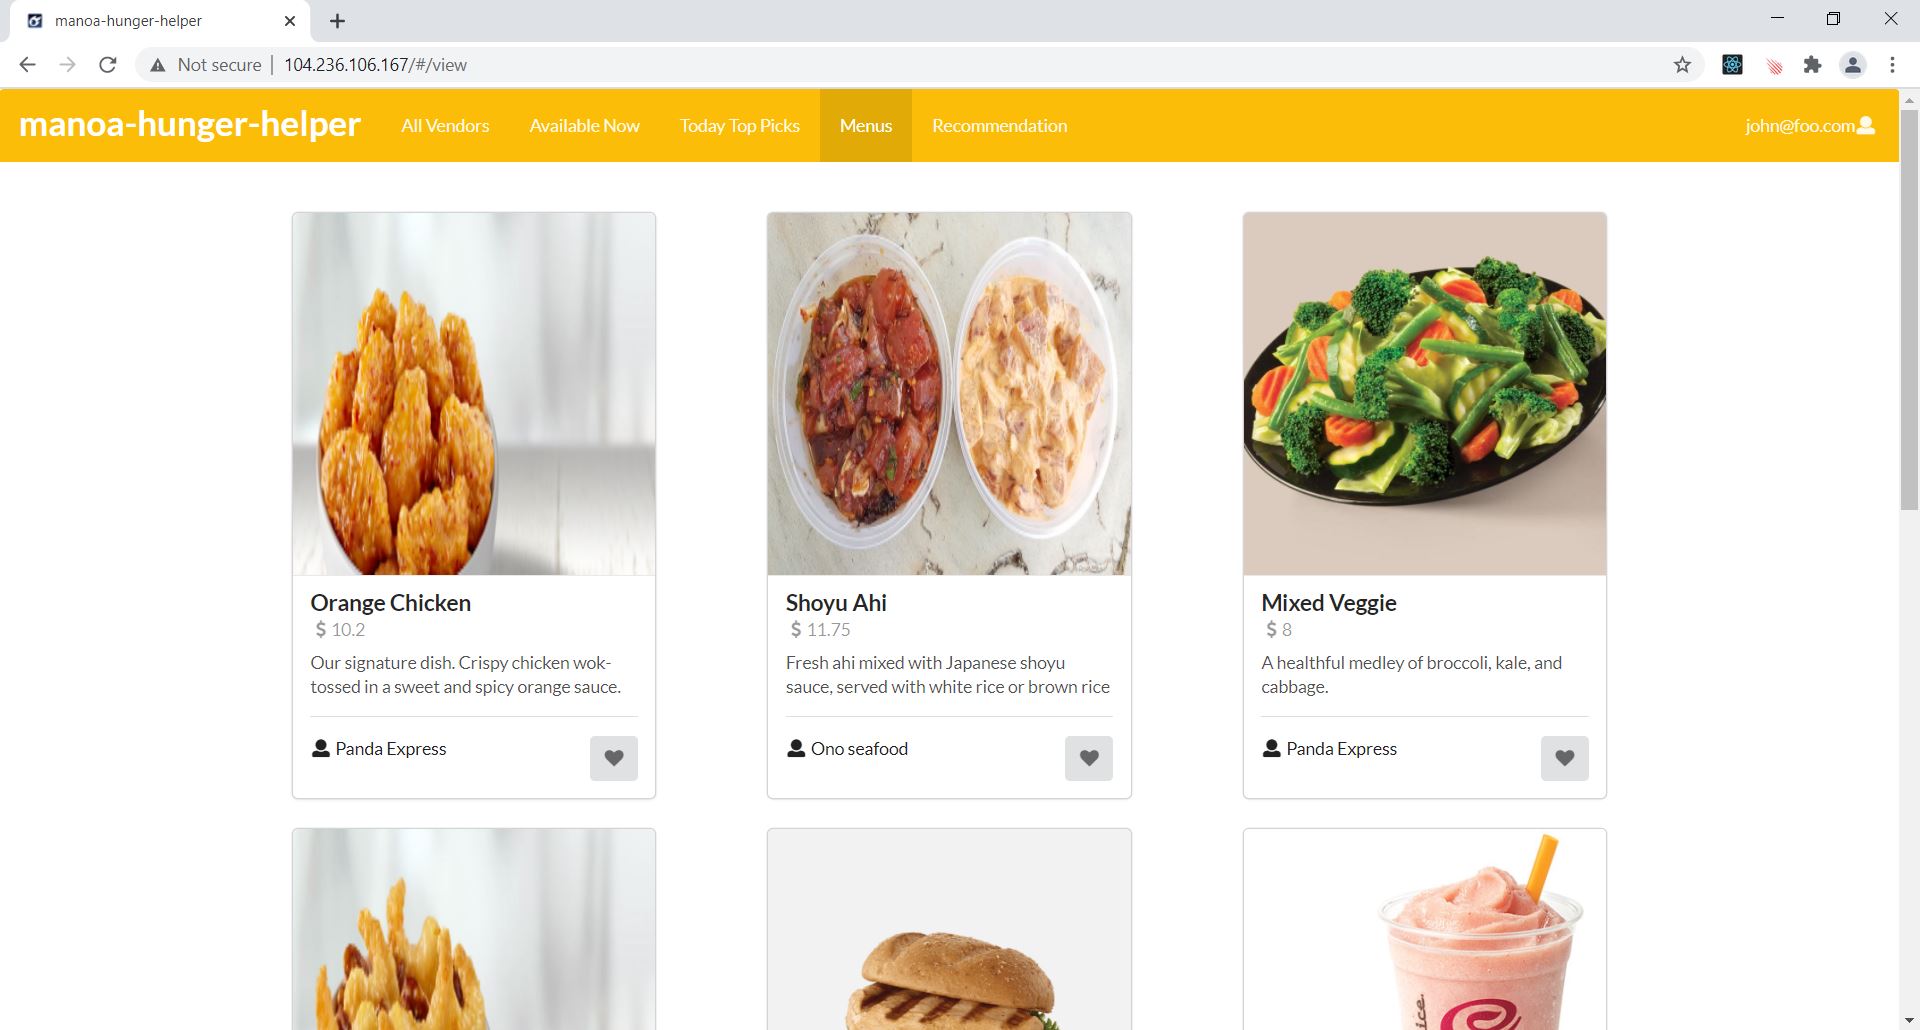 manoa-hunger-helper
Not secure | 104.236.106.167/#/view
manoa-hunger-helper All Vendors Available Now Today Top Picks Menus Recommendation john@foo.com
Orange Chicken
$ 10.2
Our signature dish. Crispy chicken wok-
tossed in a sweet and spicy orange sauce.
Panda Express
Shoyu Ahi
$ 11.75
Fresh ahi mixed with Japanese shoyu
sauce, served with white rice or brown rice
Ono seafood
Mixed Veggie
$ 8
A healthful medley of broccoli, kale, and
cabbage.
Panda Express